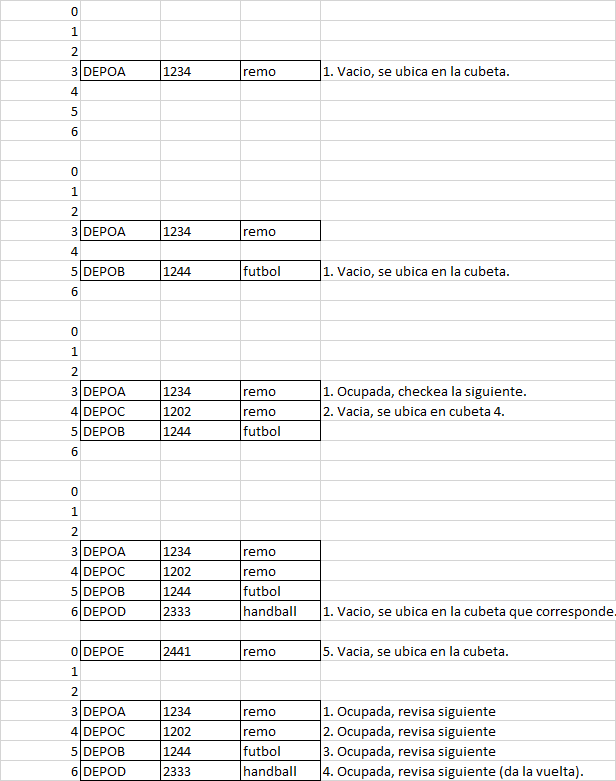 0
1
2
3 DEPOA 1234 remo 1. Vacio, se ubica en la cubeta.
4
5
6
0
1
2
3 DEPOA 1234 remo
4
5 DEPOB 1244 futbol 1. Vacio, se ubica en la cubeta.
6
0
1
2
3 DEPOA 1234 remo 1. Ocupada, checkea la siguiente.
4 DEPOC 1202 remo 2. Vacia, se ubica en cubeta 4.
5 DEPOB 1244 futbol
6
0
1
2
3 DEPOA 1234 remo
4 DEPOC 1202 remo
5 DEPOB 1244 futbol
6 DEPOD 2333 handball 1. Vacio, se ubica en la cubeta que corresponde.
0 DEPOE 2441 remo 5. Vacia, se ubica en la cubeta.
1
2
3 DEPOA 1234 remo 1. Ocupada, revisa siguiente
4 DEPOC 1202 remo 2. Ocupada, revisa siguiente
5 DEPOB 1244 futbol 3. Ocupada, revisa siguiente
6 DEPOD 2333 handball 4. Ocupada, revisa siguiente (da la vuelta).